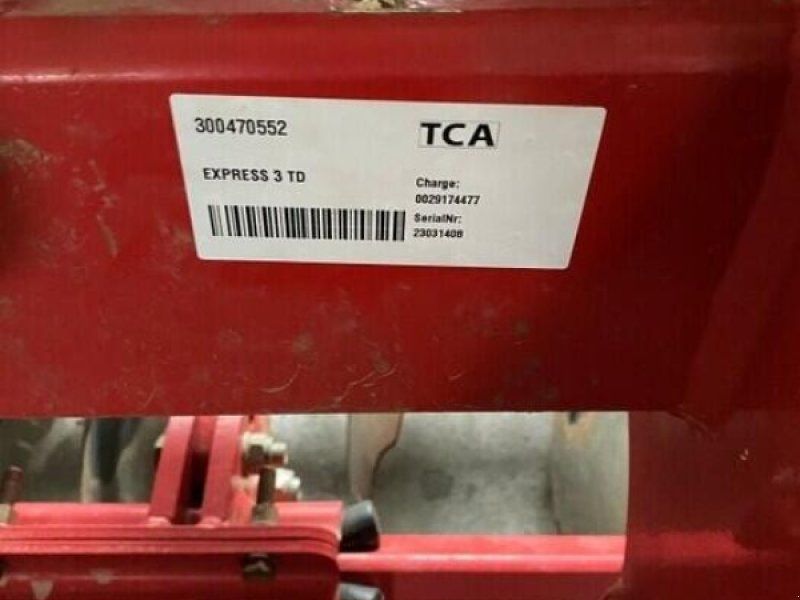 300470552
TCA
EXPRESS 3 TD
Charge:
0029174477
SerialNr:
23031408